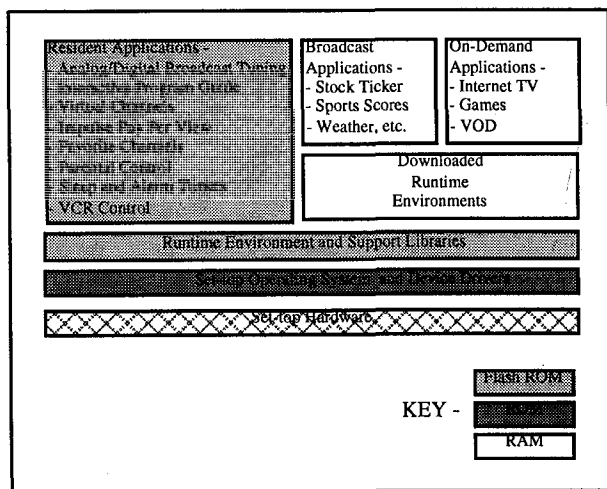 Resident Applications -
- Analog/Digital Broadcast Tuning
- Interactive Program Guide
- Virtual Channels
- Impulse Pay Per View
- Favorite Channels
- Parental Control
- Sleep and Alarm Timers
- VCR Control
Broadcast
Applications -
- Stock Ticker
- Sports Scores
- Weather, etc.
On-Demand
Applications -
- Internet TV
- Games
- VOD
Downloaded
Runtime
Environments
Runtime Environment and Support Libraries
Set-top Operating System and Device Drivers
Set-top Hardware
KEY -
Flash ROM
ROM
RAM